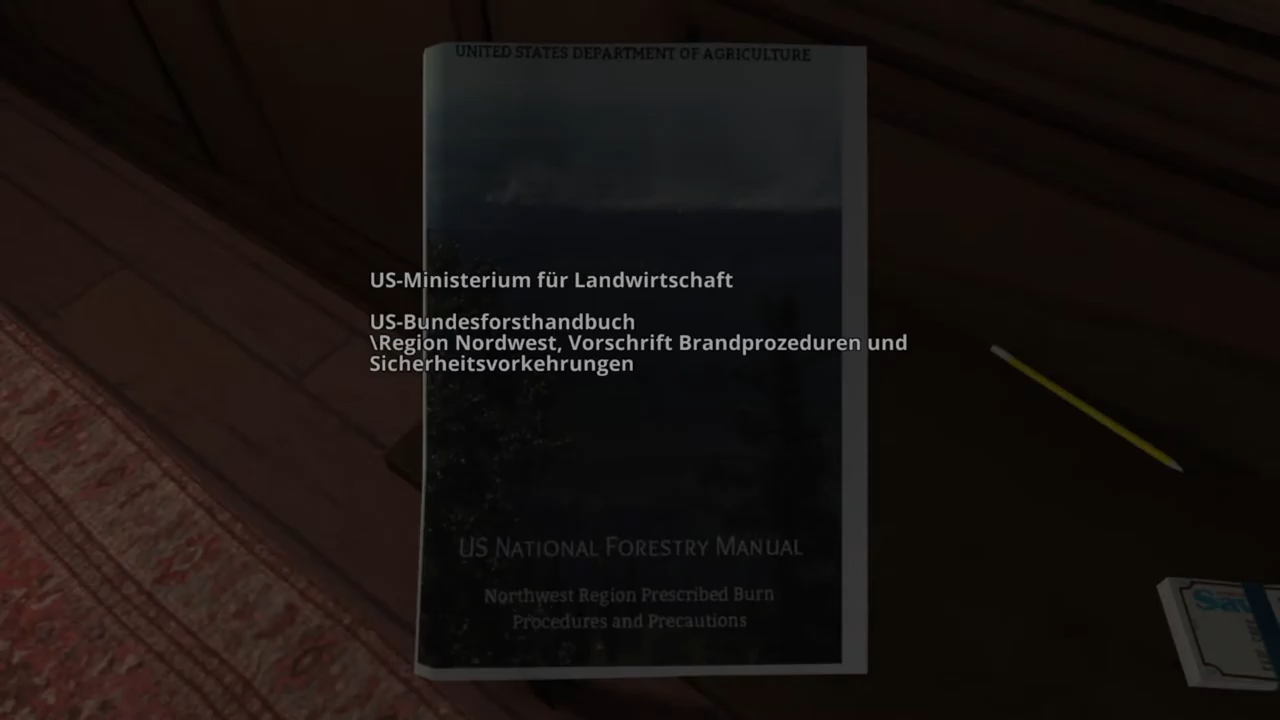 UNITED STATES DEPARTMENT OF AGRICULTURE
US-Ministerium für Landwirtschaft
US-Bundesforsthandbuch
\Region Nordwest, Vorschrift Brandprozeduren und
Sicherheitsvorkehrungen
US NATIONAL FORESTRY MANUAL
Northwest Region Prescribed Burn
Procedures and Precautions